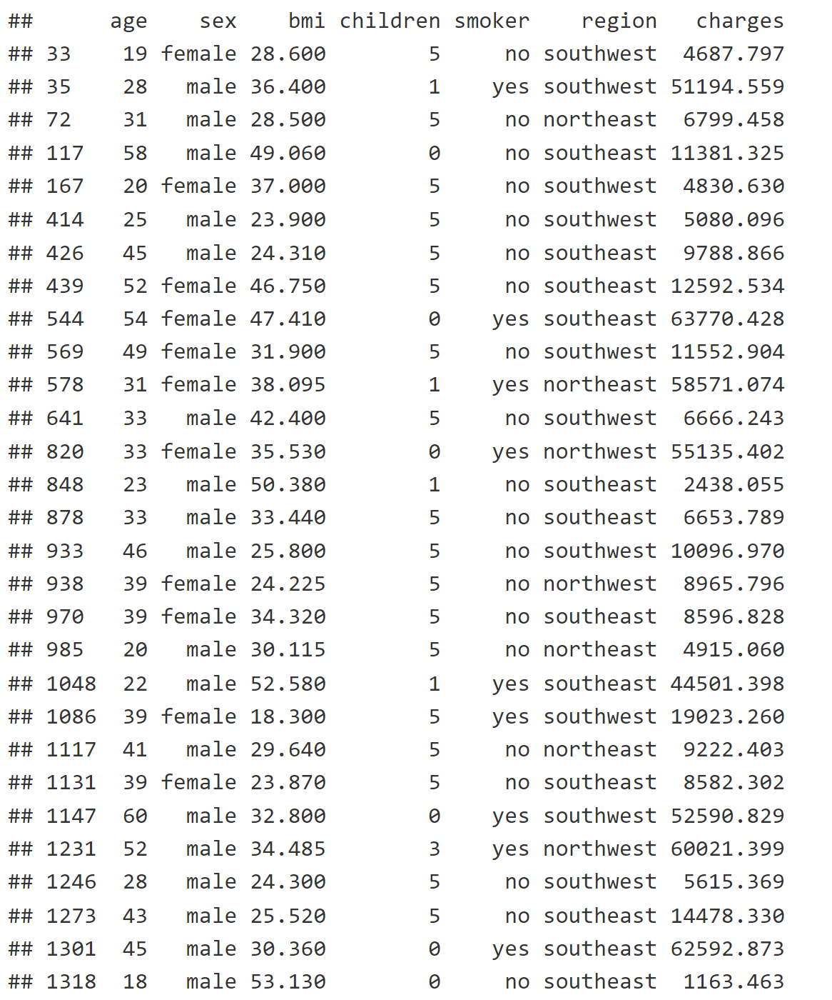 ##      age    sex    bmi children smoker    region   charges
## 33    19 female 28.600        5     no southwest  4687.797
## 35    28   male 36.400        1    yes southwest 51194.559
## 72    31   male 28.500        5     no northeast  6799.458
## 117   58   male 49.060        0     no southeast 11381.325
## 167   20 female 37.000        5     no southwest  4830.630
## 414   25   male 23.900        5     no southwest  5080.096
## 426   45   male 24.310        5     no southeast  9788.866
## 439   52 female 46.750        5     no southeast 12592.534
## 544   54 female 47.410        0    yes southeast 63770.428
## 569   49 female 31.900        5     no southwest 11552.904
## 578   31 female 38.095        1    yes northeast 58571.074
## 641   33   male 42.400        5     no southwest  6666.243
## 820   33 female 35.530        0    yes northwest 55135.402
## 848   23   male 50.380        1     no southeast  2438.055
## 878   33   male 33.440        5     no southeast  6653.789
## 933   46   male 25.800        5     no southwest 10096.970
## 938   39 female 24.225        5     no northwest  8965.796
## 970   39 female 34.320        5     no southeast  8596.828
## 985   20   male 30.115        5     no northeast  4915.060
## 1048  22   male 52.580        1    yes southeast 44501.398
## 1086  39 female 18.300        5    yes southwest 19023.260
## 1117  41   male 29.640        5     no northeast  9222.403
## 1131  39 female 23.870        5     no southeast  8582.302
## 1147  60   male 32.800        0    yes southwest 52590.829
## 1231  52   male 34.485        3    yes northwest 60021.399
## 1246  28   male 24.300        5     no southwest  5615.369
## 1273  43   male 25.520        5     no southeast 14478.330
## 1301  45   male 30.360        0    yes southeast 62592.873
## 1318  18   male 53.130        0     no southeast  1163.463